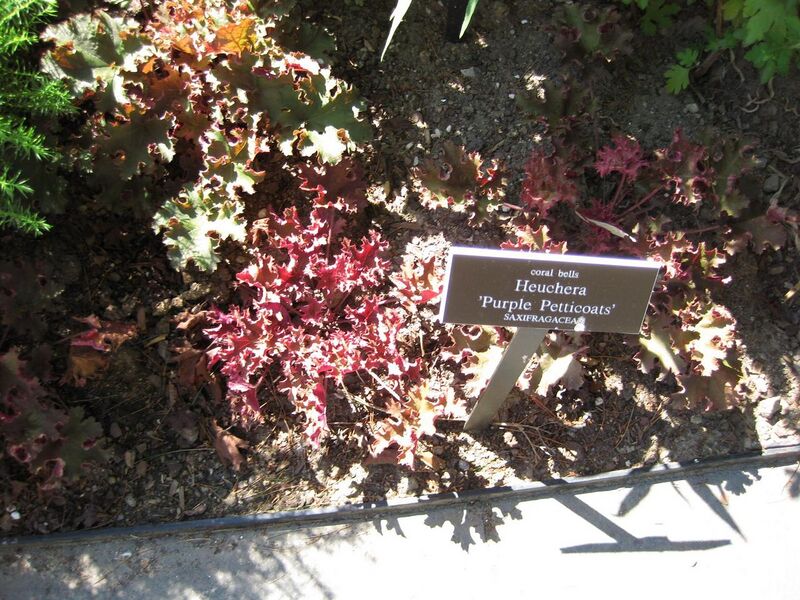 coral bells
Heuchera
'Purple Petticoats'
SAXIFRAGACEAE